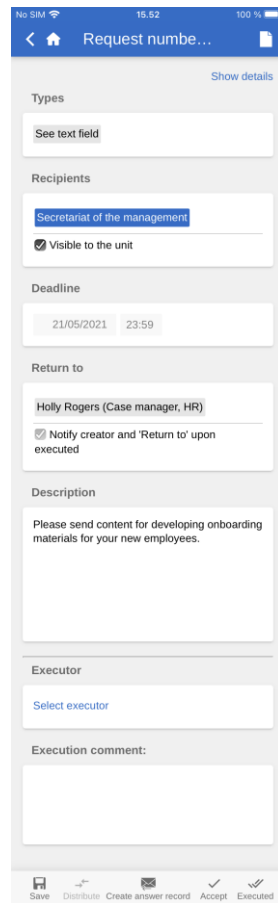 No SIM 15.52 100 %
Request numbe...
Show details
Types
See text field
Recipients
Secretariat of the management
Visible to the unit
Deadline
21/05/2021 23:59
Return to
Holly Rogers (Case manager, HR)
Notify creator and 'Return to' upon
executed
Description
Please send content for developing onboarding
materials for your new employees.
Executor
Select executor
Execution comment:
Save Distribute Create answer record Accept Executed